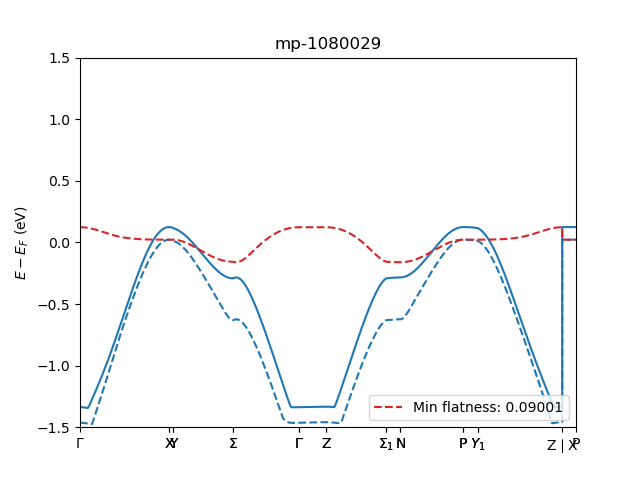 mp-1080029
E − E_F (eV)
1.5
1.0
0.5
0.0
−0.5
−1.0
−1.5
Min flatness: 0.09001
Γ X Y Σ Γ Z Σ₁ N P Y₁ Z | X P